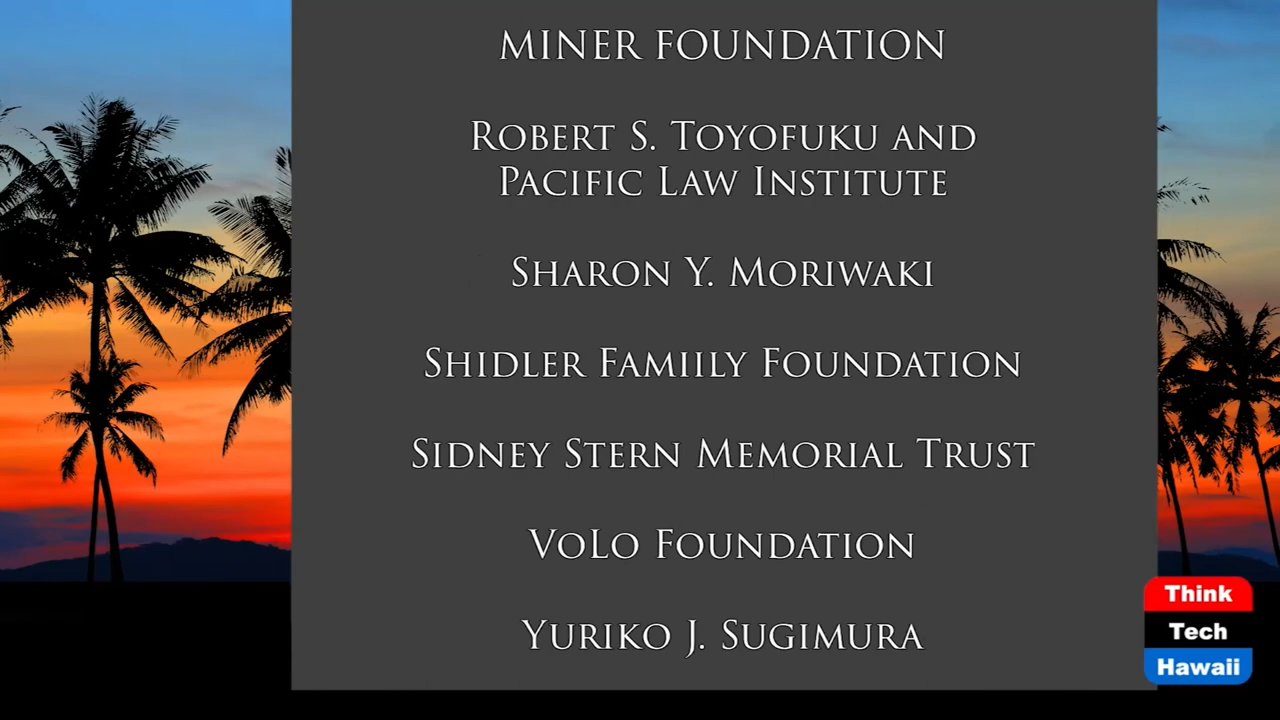 MINER FOUNDATION
ROBERT S. TOYOFUKU AND
PACIFIC LAW INSTITUTE
SHARON Y. MORIWAKI
SHIDLER FAMIILY FOUNDATION
SIDNEY STERN MEMORIAL TRUST
VOLO FOUNDATION
YURIKO J. SUGIMURA
Think
Tech
Hawaii